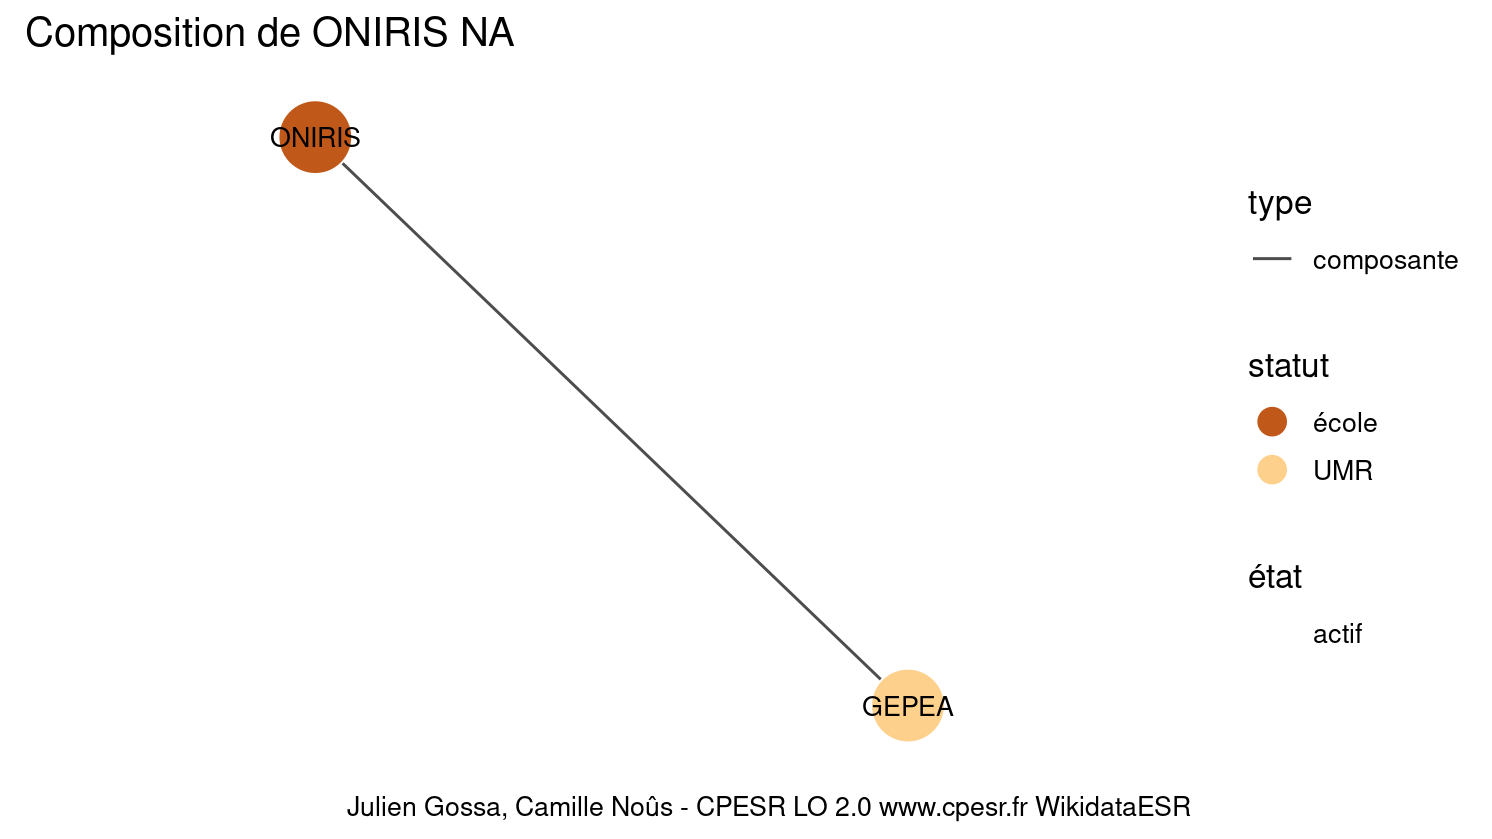 Composition de ONIRIS NA
ONIRIS
type
composante
statut
école
UMR
état
actif
GEPEA
Julien Gossa, Camille Noûs - CPESR LO 2.0 www.cpesr.fr WikidataESR